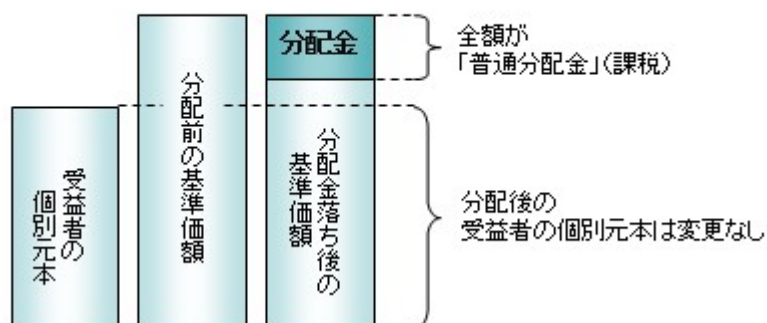 受益者の
個別元本
分配前の基準価額
分配金
分配金落ち後の
基準価額
全額が
「普通分配金」(課税)
分配後の
受益者の個別元本は変更なし